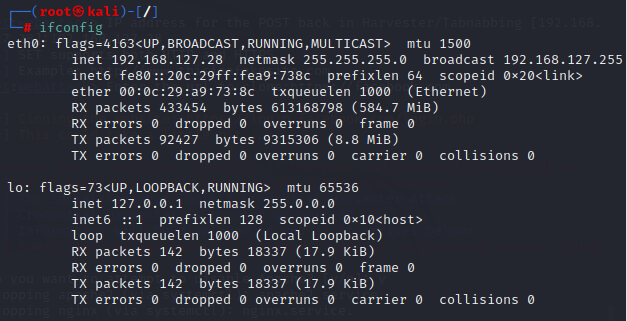 (root㉿kali)-[/]
# ifconfig
eth0: flags=4163<UP,BROADCAST,RUNNING,MULTICAST>  mtu 1500
inet 192.168.127.28  netmask 255.255.255.0  broadcast 192.168.127.255
inet6 fe80::20c:29ff:fea9:738c  prefixlen 64  scopeid 0×20<link>
ether 00:0c:29:a9:73:8c  txqueuelen 1000  (Ethernet)
RX packets 433454  bytes 613168798 (584.7 MiB)
RX errors 0  dropped 0  overruns 0  frame 0
TX packets 92427  bytes 9315306 (8.8 MiB)
TX errors 0  dropped 0 overruns 0  carrier 0  collisions 0
lo: flags=73<UP,LOOPBACK,RUNNING>  mtu 65536
inet 127.0.0.1  netmask 255.0.0.0
inet6 ::1  prefixlen 128  scopeid 0×10<host>
loop  txqueuelen 1000  (Local Loopback)
RX packets 142  bytes 18337 (17.9 KiB)
RX errors 0  dropped 0  overruns 0  frame 0
TX packets 142  bytes 18337 (17.9 KiB)
TX errors 0  dropped 0 overruns 0  carrier 0  collisions 0